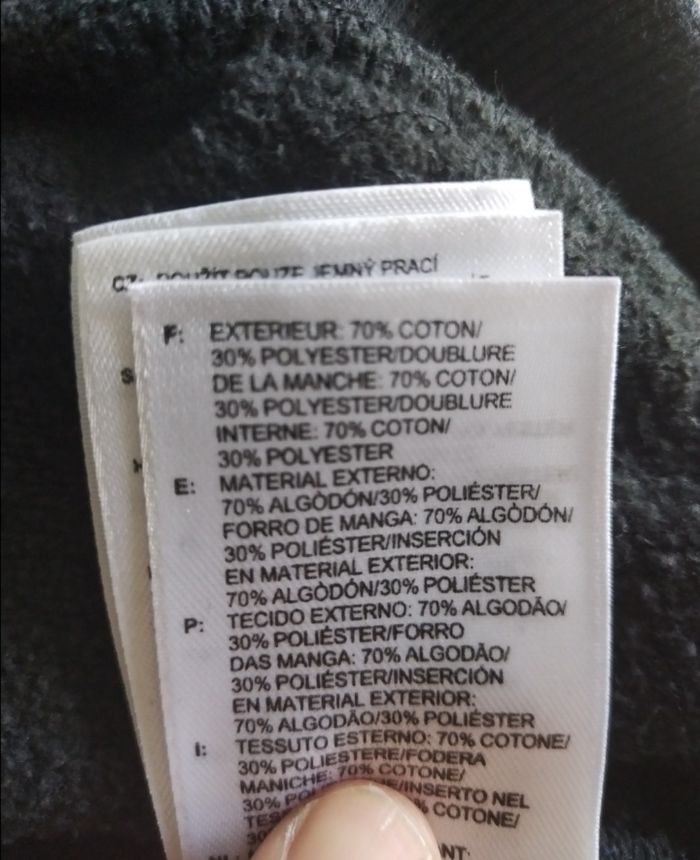 CZ: POUŽÍT POUZE JEMNÝ PRACÍ
F: EXTERIEUR: 70% COTON/
30% POLYESTER/DOUBLURE
DE LA MANCHE: 70% COTON/
30% POLYESTER/DOUBLURE
INTERNE: 70% COTON/
30% POLYESTER
E: MATERIAL EXTERNO:
70% ALGÒDÓN/30% POLIÉSTER/
FORRO DE MANGA: 70% ALGÒDÓN/
30% POLIÉSTER/INSERCIÓN
EN MATERIAL EXTERIOR:
70% ALGÒDÓN/30% POLIÉSTER
P: TECIDO EXTERNO: 70% ALGODÃO/
30% POLIÉSTER/FORRO
DAS MANGA: 70% ALGODÃO/
30% POLIÉSTER/INSERCIÓN
EN MATERIAL EXTERIOR:
70% ALGODÃO/30% POLIÉSTER
I: TESSUTO ESTERNO: 70% COTONE/
30% POLIESTERE/FODERA
MANICHE: 70% COTONE/
30% /INSERTO NEL
% COTONE/